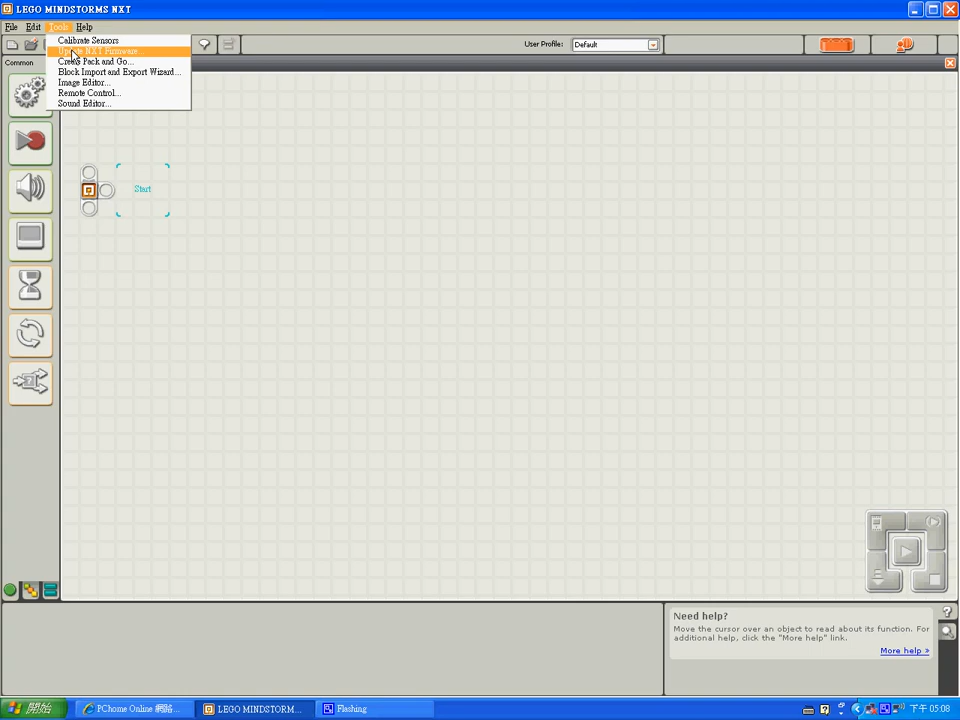 LEGO MINDSTORMS NXT
File Edit Tools Help
Calibrate Sensors
Update NXT Firmware...
Create Pack and Go...
Block Import and Export Wizard...
Image Editor...
Remote Control...
Sound Editor...
User Profile: Default
Common
Start
Need help?
Move the cursor over an object to read about its function. For
additional help, click the "More help" link.
More help »
開始
PChome Online 網路...
LEGO MINDSTORM...
Flashing
下午 05:08